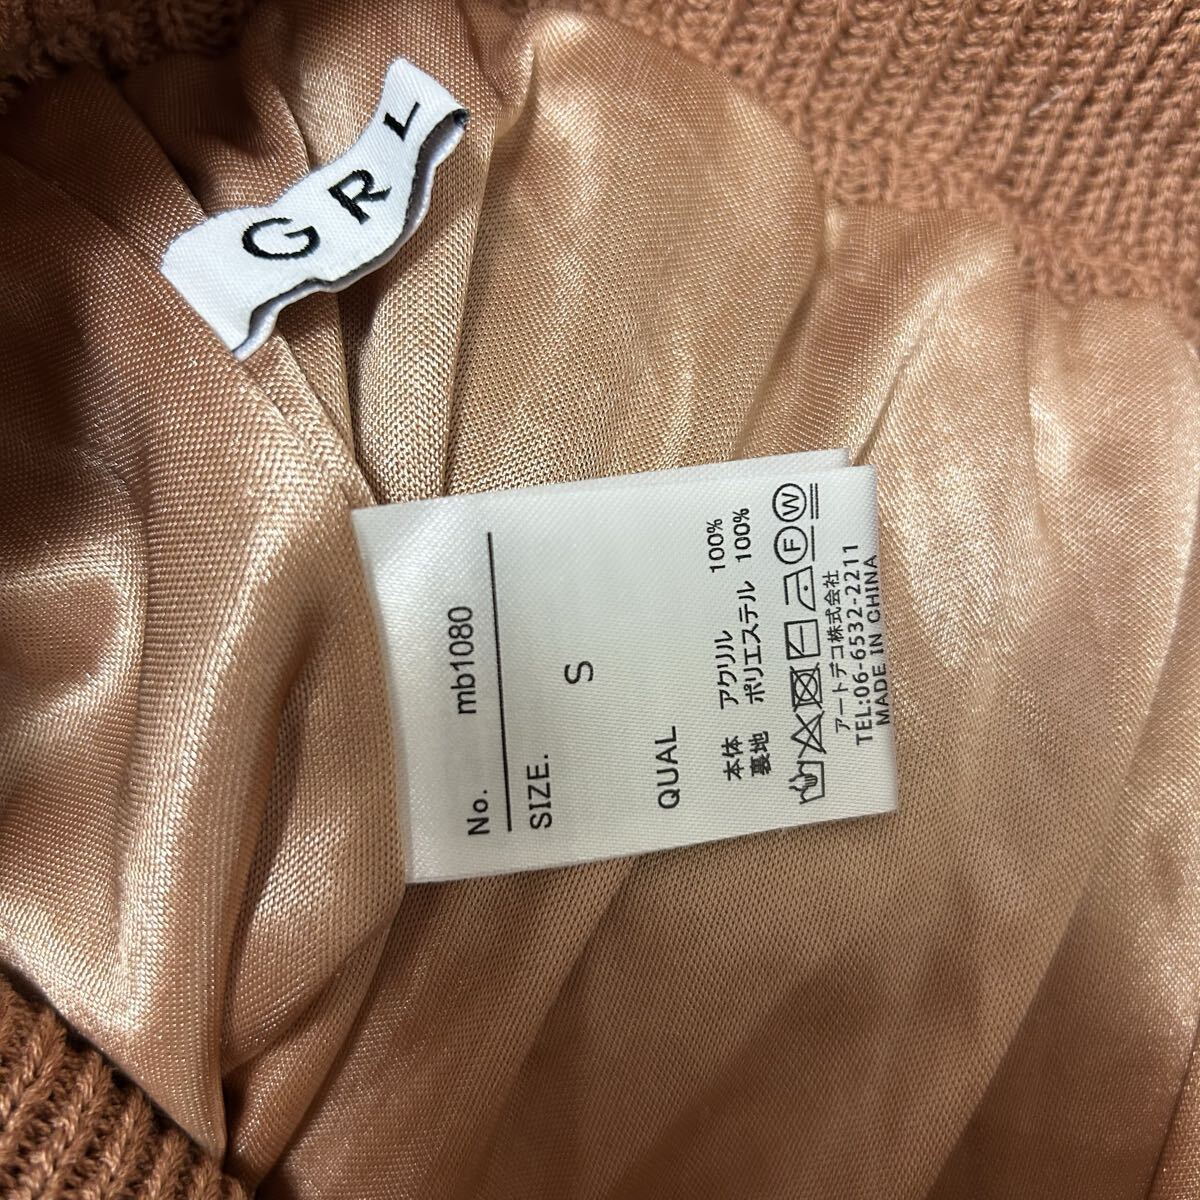 GRL
No. mb1080
SIZE.
S
QUAL
本体 アクリル 100%
裏地 ポリエステル 100%
F W
アートデコ株式会社
TEL:06-6532-2211
MADE IN CHINA